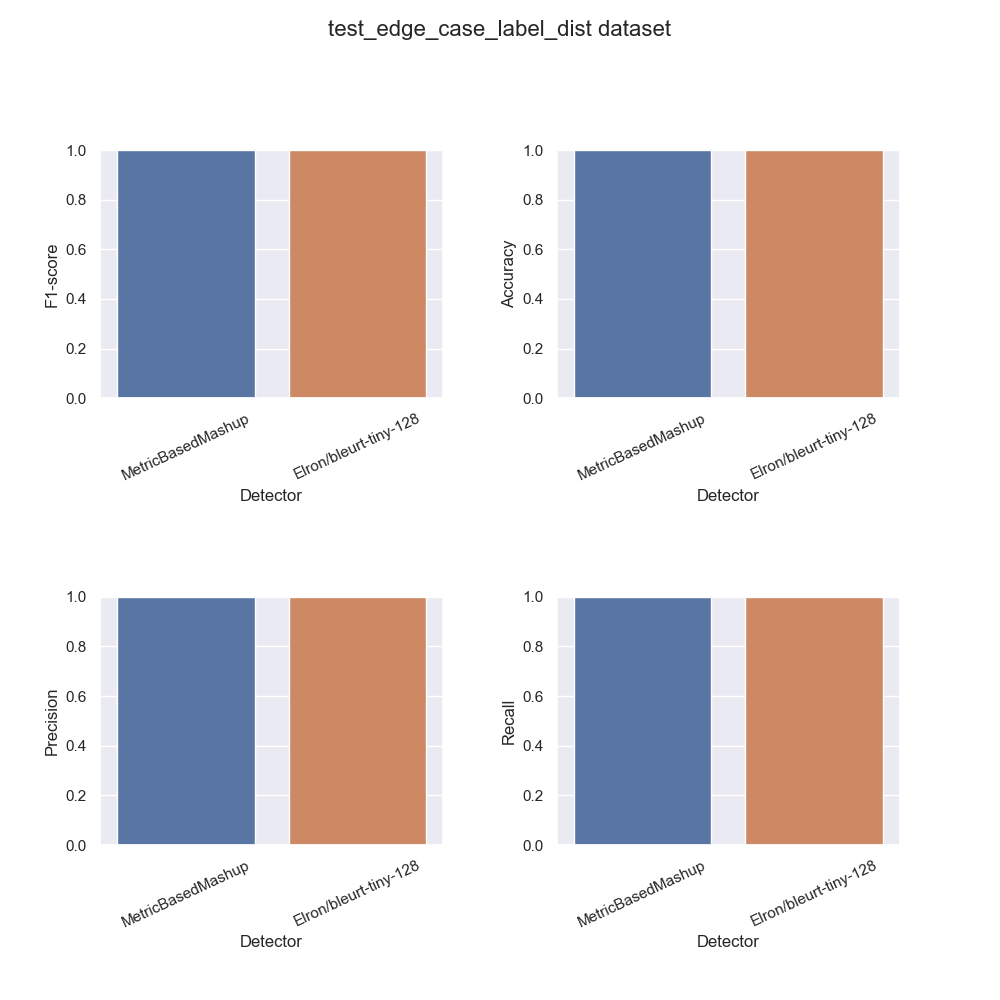 test_edge_case_label_dist dataset
1.0
0.8
0.6
0.4
0.2
0.0
F1-score
MetricBasedMashup
Elron/bleurt-tiny-128
Detector
1.0
0.8
0.6
0.4
0.2
0.0
Accuracy
MetricBasedMashup
Elron/bleurt-tiny-128
Detector
1.0
0.8
0.6
0.4
0.2
0.0
Precision
MetricBasedMashup
Elron/bleurt-tiny-128
Detector
1.0
0.8
0.6
0.4
0.2
0.0
Recall
MetricBasedMashup
Elron/bleurt-tiny-128
Detector